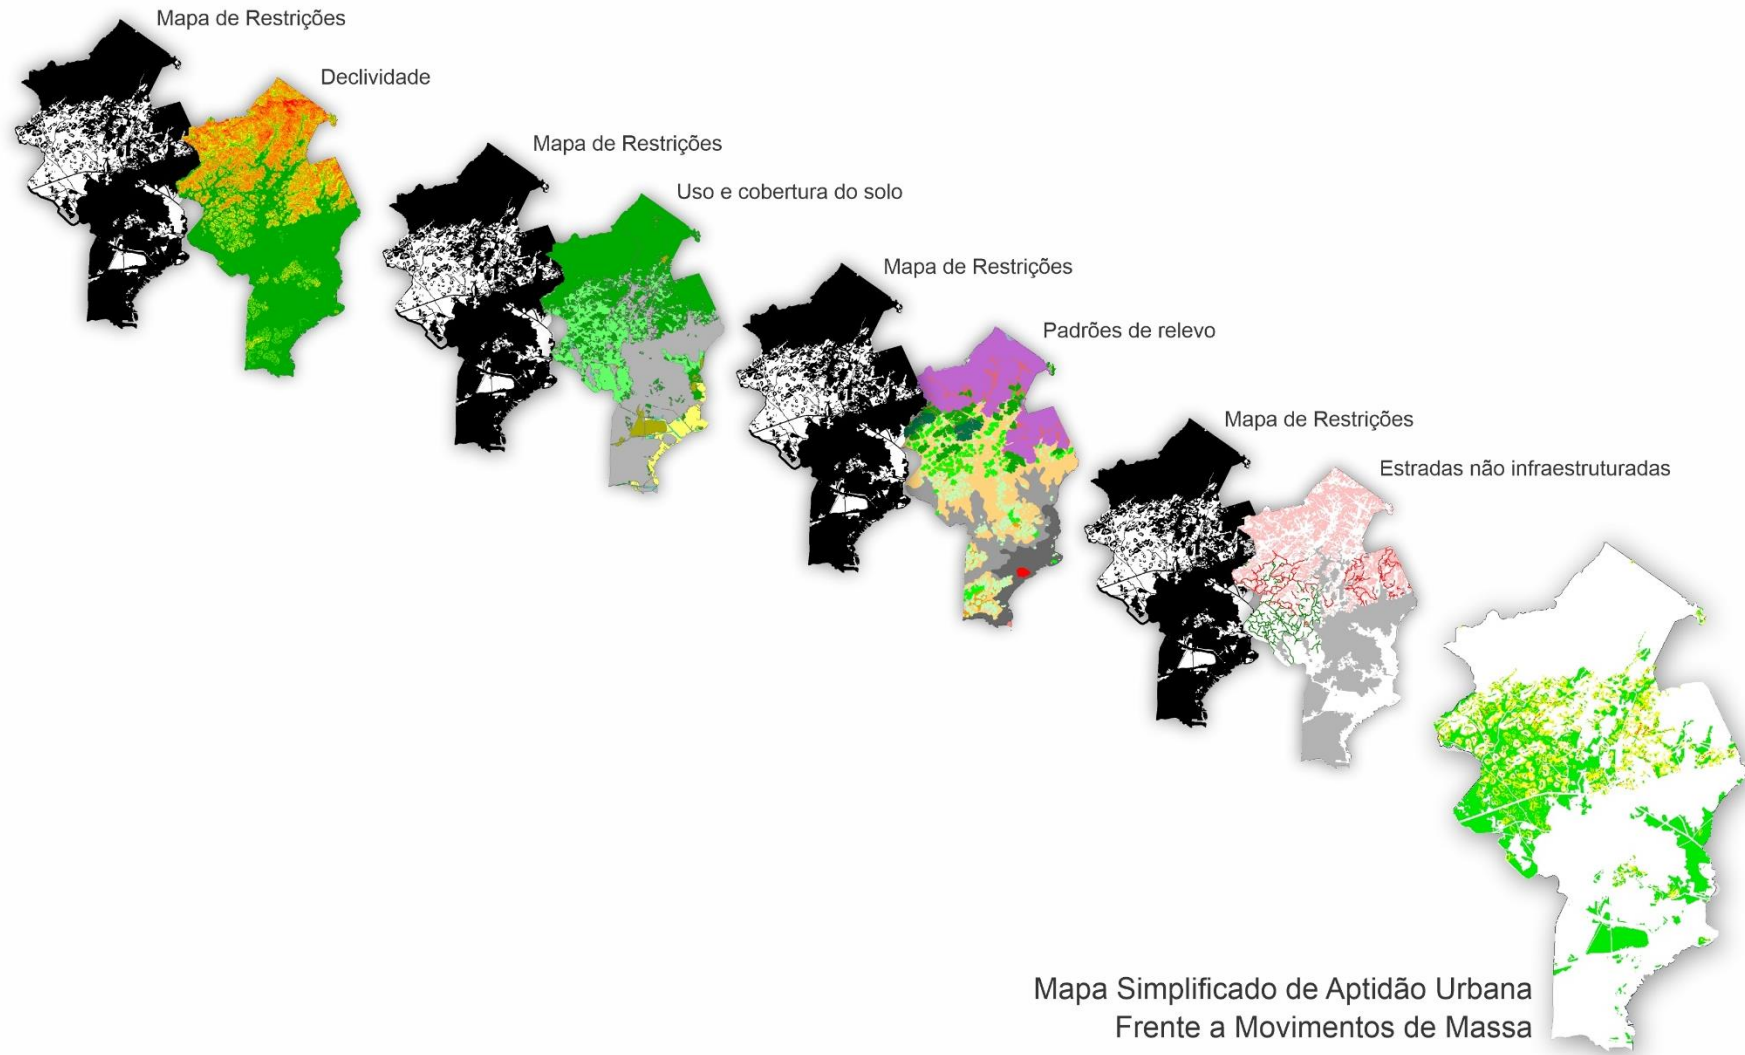 Mapa de Restrições
Declividade
Mapa de Restrições
Uso e cobertura do solo
Mapa de Restrições
Padrões de relevo
Mapa de Restrições
Estradas não infraestruturadas
Mapa Simplificado de Aptidão Urbana
Frente a Movimentos de Massa